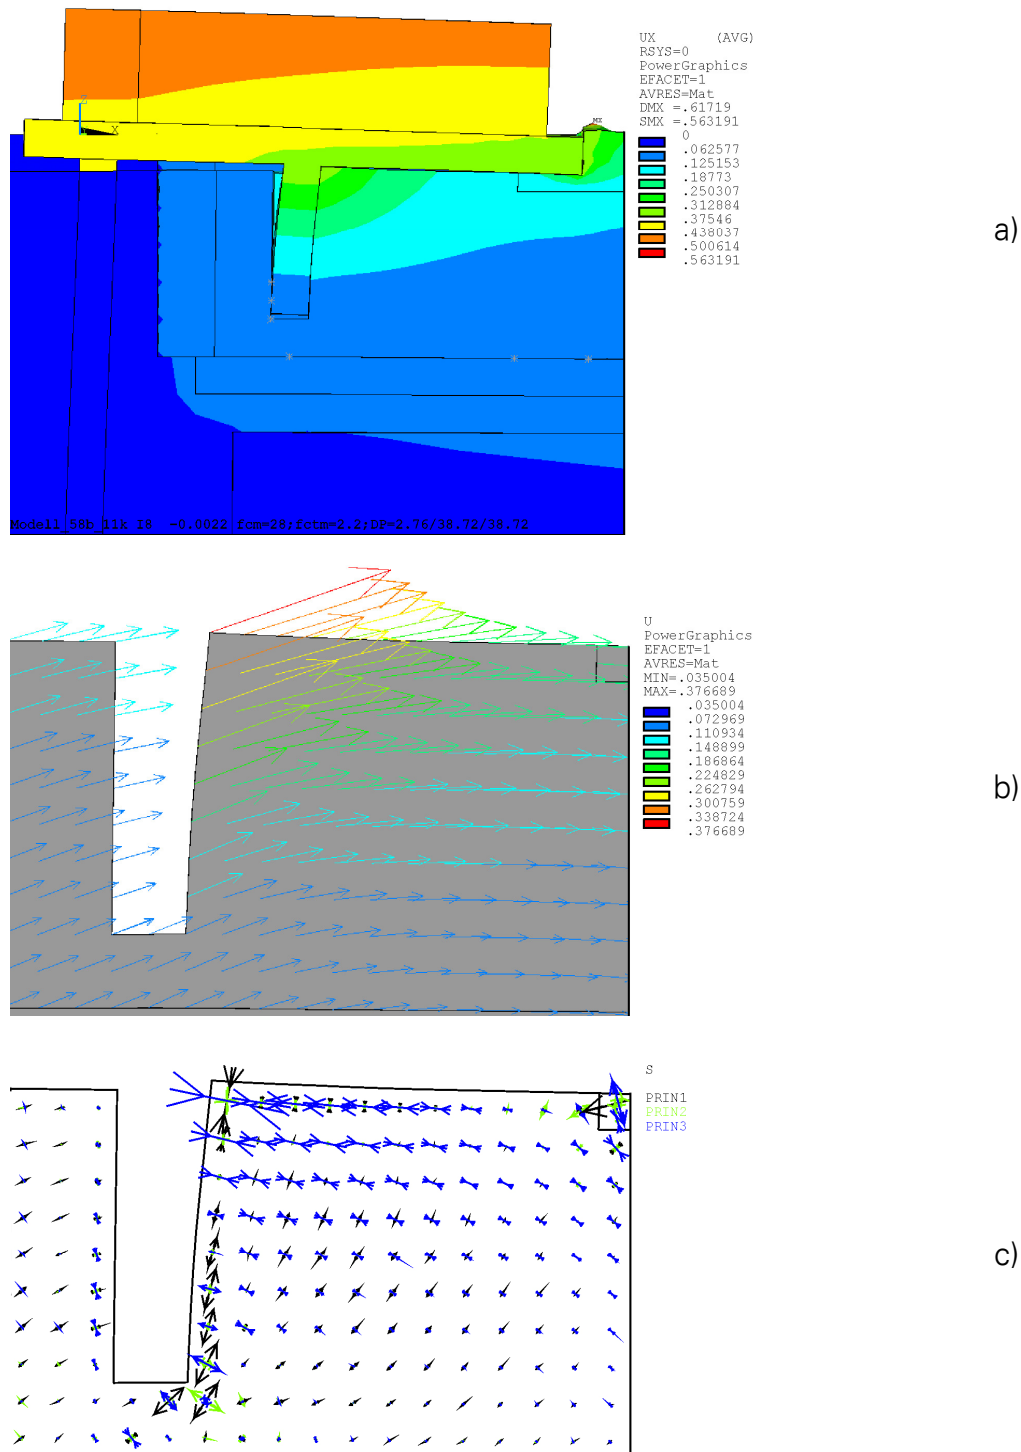 UX (AVG)
RSYS=0
PowerGraphics
EFACET=1
AVRES=Mat
DMX =.61719
SMX =.563191
0
.062577
.125153
.18773
.250307
.312884
.37546
.438037
.500614
.563191
Z
X
MX
a)
Model1_58b_11k I8 -0.0022 fcm=28;fctm=2.2;DP=2.76/38.72/38.72
U
PowerGraphics
EFACET=1
AVRES=Mat
MIN=.035004
MAX=.376689
.035004
.072969
.110934
.148899
.186864
.224829
.262794
.300759
.338724
.376689
b)
S
PRIN1
PRIN2
PRIN3
c)